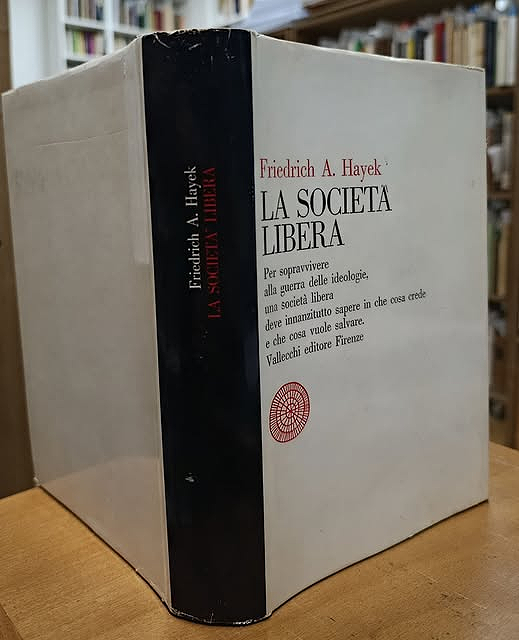 Friedrich A. Hayek
LA SOCIETA' LIBERA
Friedrich A. Hayek
LA SOCIETÀ
LIBERA
Per sopravvivere
alla guerra delle ideologie,
una società libera
deve innanzitutto sapere in che cosa crede
e che cosa vuole salvare.
Vallecchi editore Firenze